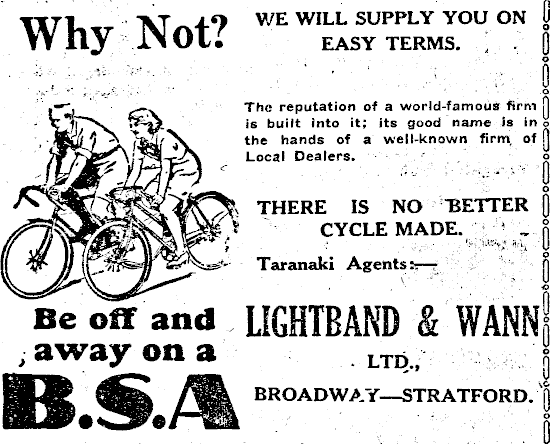 Why Not?
Be off and
away on a
B.S.A
WE WILL SUPPLY YOU ON
EASY TERMS.
The reputation of a world-famous firm
is built into it; its good name is in
the hands of a well-known firm of
Local Dealers.
THERE IS NO BETTER
CYCLE MADE.
Taranaki Agents:—
LIGHTBAND & WANN
LTD.,
BROADWAY—STRATFORD.